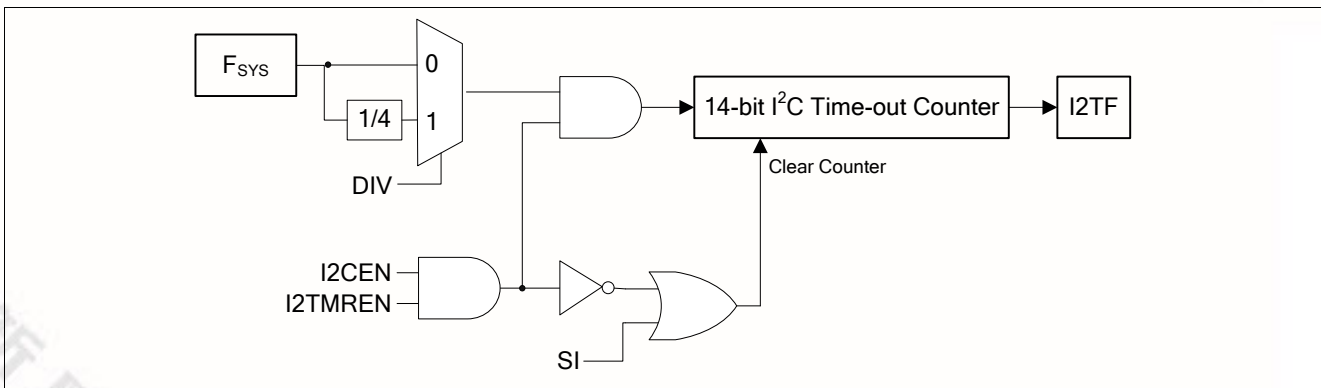 FSYS
0
1/4
1
DIV
14-bit I²C Time-out Counter
I2TF
Clear Counter
I2CEN
I2TMREN
SI